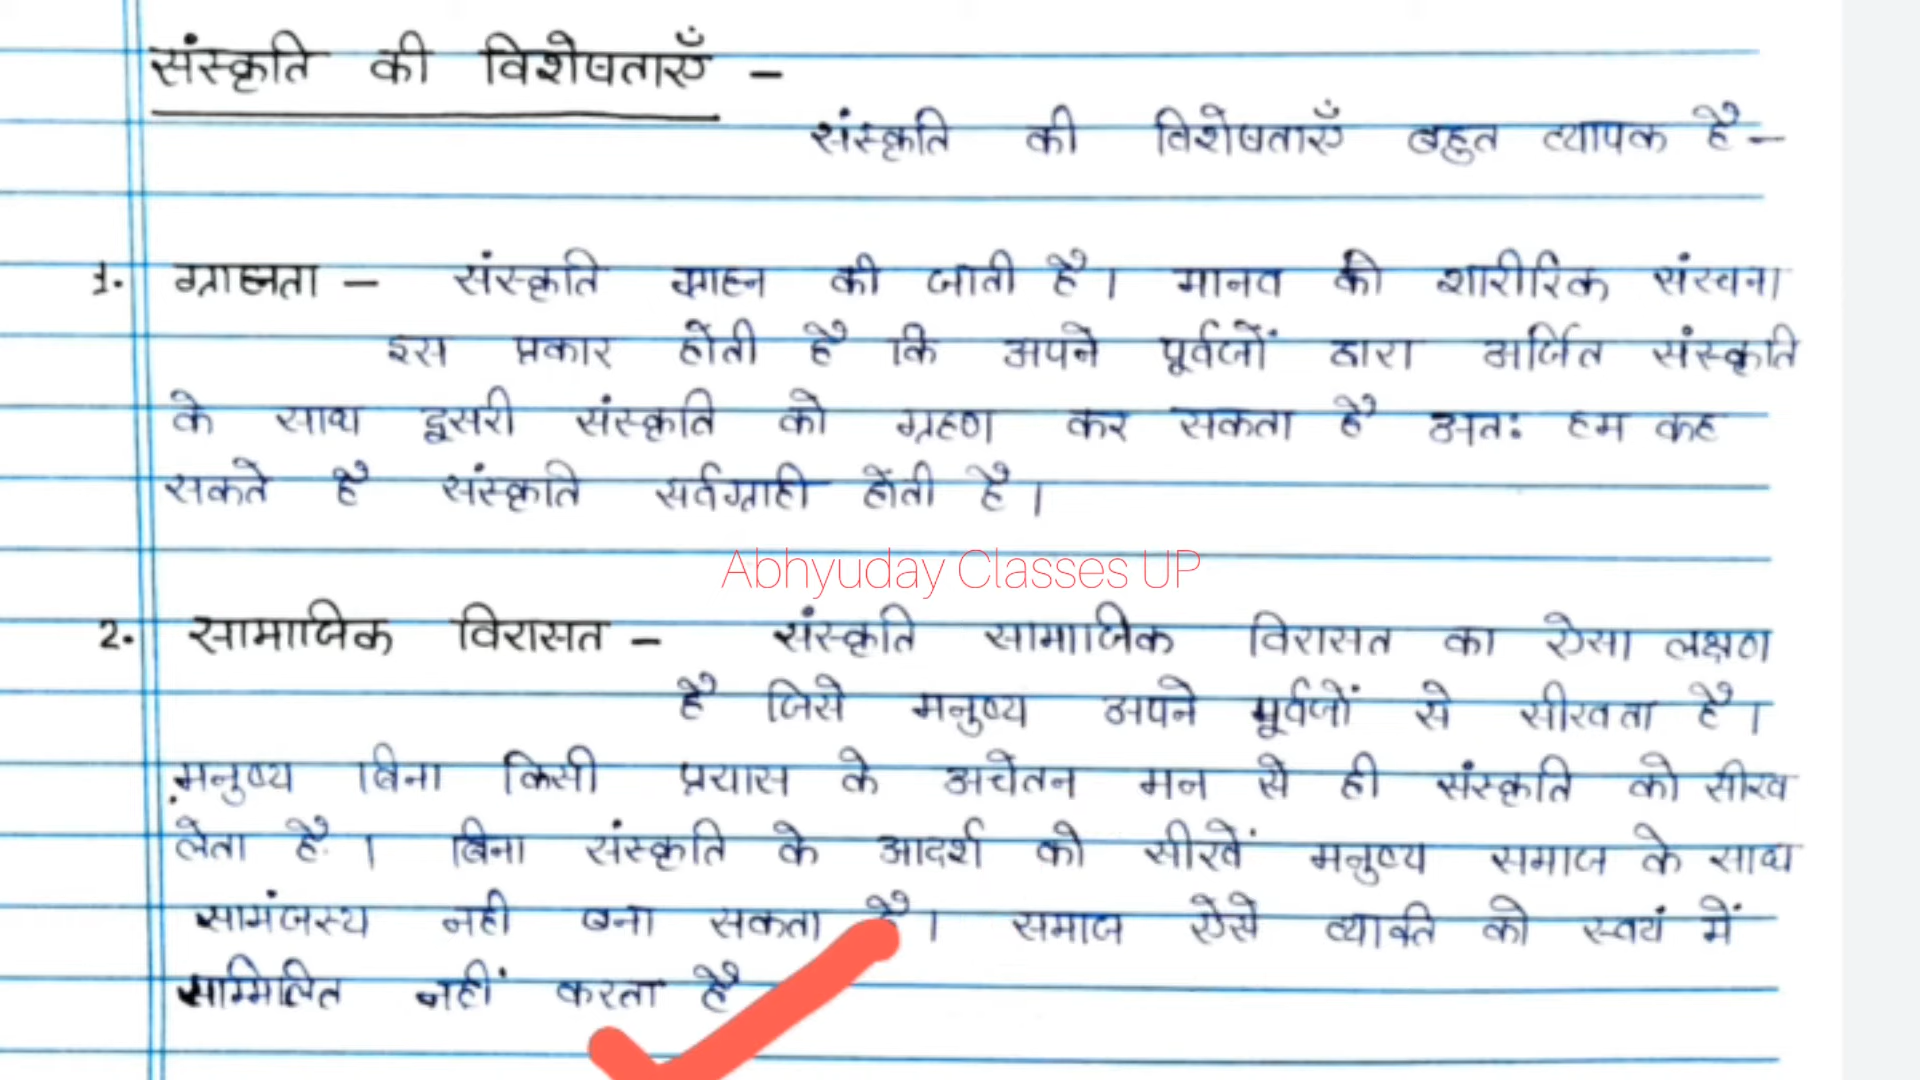 संस्कृति की विशेषताएँ -
संस्कृति की विशेषताएँ बहुत व्यापक है -
1. ग्राह्यता - संस्कृति ग्राह्य की जाती है। मानव की शारीरिक संरचना
इस प्रकार होती है कि अपने पूर्वजों द्वारा अर्जित संस्कृति
के साथ दूसरी संस्कृति को ग्रहण कर सकता है अतः हम कह
सकते है संस्कृति सर्वग्राही होती है।
Abhyuday Classes UP
2. सामाजिक विरासत - संस्कृति सामाजिक विरासत का ऐसा लक्षण
है जिसे मनुष्य अपने पूर्वजों से सीखता है।
मनुष्य बिना किसी प्रयास के अचेतन मन से ही संस्कृति को सीख
लेता है। बिना संस्कृति के आदर्श को सीखें मनुष्य समाज के साथ
सामंजस्य नही बना सकता है। समाज ऐसे व्यक्ति को स्वयं में
सम्मिलित नहीं करता है